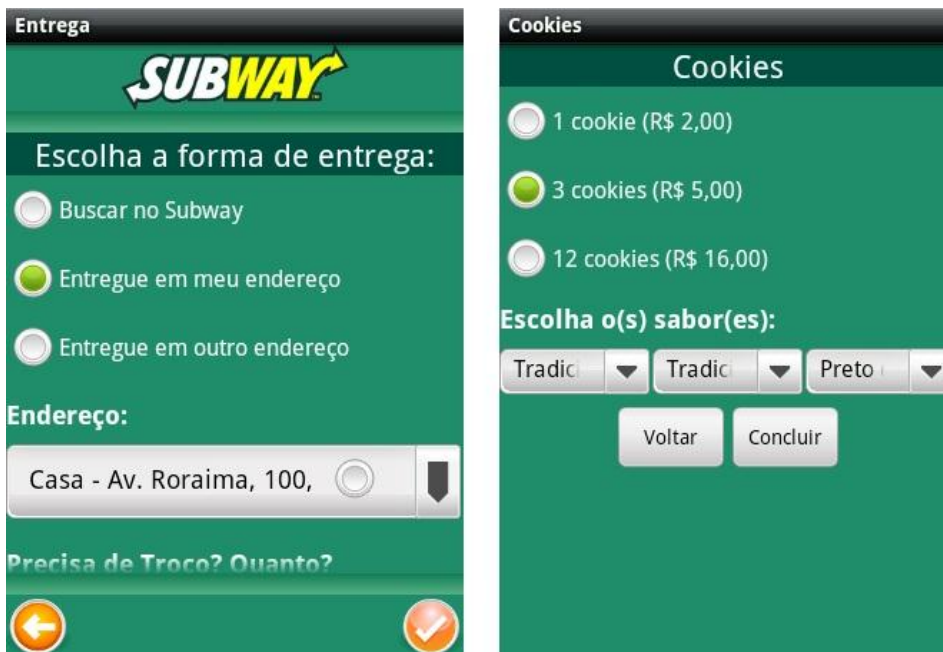 Entrega
SUBWAY
Escolha a forma de entrega:
Buscar no Subway
Entregue em meu endereço
Entregue em outro endereço
Endereço:
Casa - Av. Roraima, 100,
Precisa de Troco? Quanto?
Cookies
Cookies
1 cookie (R$ 2,00)
3 cookies (R$ 5,00)
12 cookies (R$ 16,00)
Escolha o(s) sabor(es):
Tradici Tradici Preto
Voltar Concluir